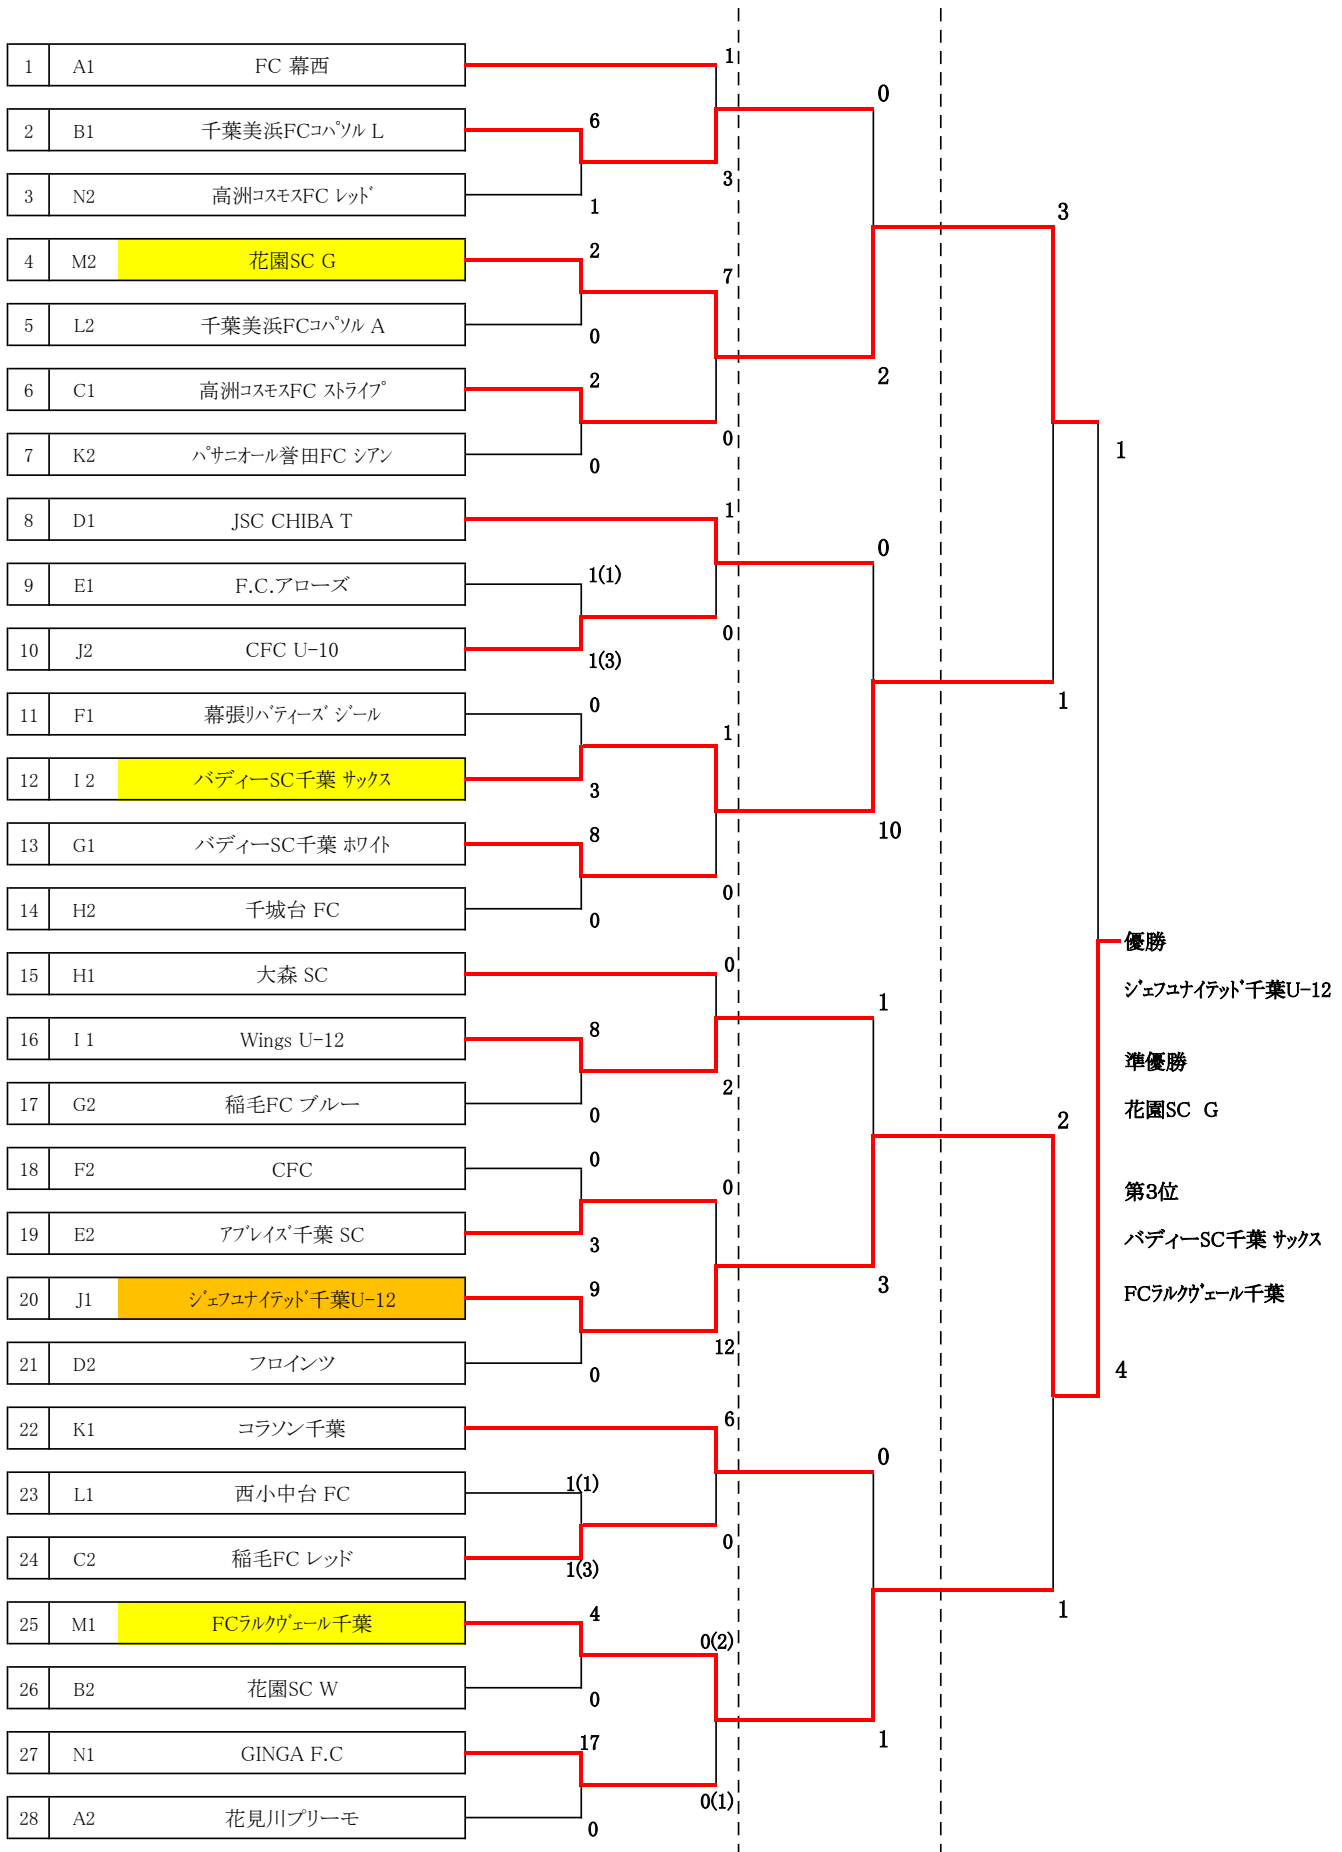 1 A1 FC 幕西
2 B1 千葉美浜FCｺﾊﾟｿﾙ L
3 N2 高洲ｺｽﾓｽFC ﾚｯﾄﾞ
4 M2 花園SC G
5 L2 千葉美浜FCｺﾊﾟｿﾙ A
6 C1 高洲ｺｽﾓｽFC ｽﾄﾗｲﾌﾟ
7 K2 ﾊﾟｻﾆｵｰﾙ誉田FC ｼｱﾝ
8 D1 JSC CHIBA T
9 E1 F.C.アローズ
10 J2 CFC U-10
11 F1 幕張ﾘﾊﾞﾃｨｰｽﾞ ｼﾞｰﾙ
12 I 2 バディーSC千葉 ｻｯｸｽ
13 G1 バディーSC千葉 ﾎﾜｲﾄ
14 H2 千城台 FC
15 H1 大森 SC
16 I 1 Wings U-12
17 G2 稲毛FC ブルー
18 F2 CFC
19 E2 ｱﾌﾞﾚｲｽﾞ千葉 SC
20 J1 ｼﾞｪﾌﾕﾅｲﾃｯﾄﾞ千葉U-12
21 D2 フロインツ
22 K1 コラソン千葉
23 L1 西小中台 FC
24 C2 稲毛FC レッド
25 M1 FCﾗﾙｸｳﾞｪｰﾙ千葉
26 B2 花園SC W
27 N1 GINGA F.C
28 A2 花見川プリーモ
6
1
2
0
2
0
1(1)
1(3)
0
3
8
0
8
0
0
3
9
0
1(1)
1(3)
4
0
17
0
1
3
7
0
1
0
1
0
0
2
0
12
6
0
0(2)
0(1)
0
2
0
10
1
3
0
1
3
1
2
1
1
4
優勝
ｼﾞｪﾌﾕﾅｲﾃｯﾄﾞ千葉U-12
準優勝
花園SC G
第3位
バディーSC千葉 ｻｯｸｽ
FCﾗﾙｸｳﾞｪｰﾙ千葉